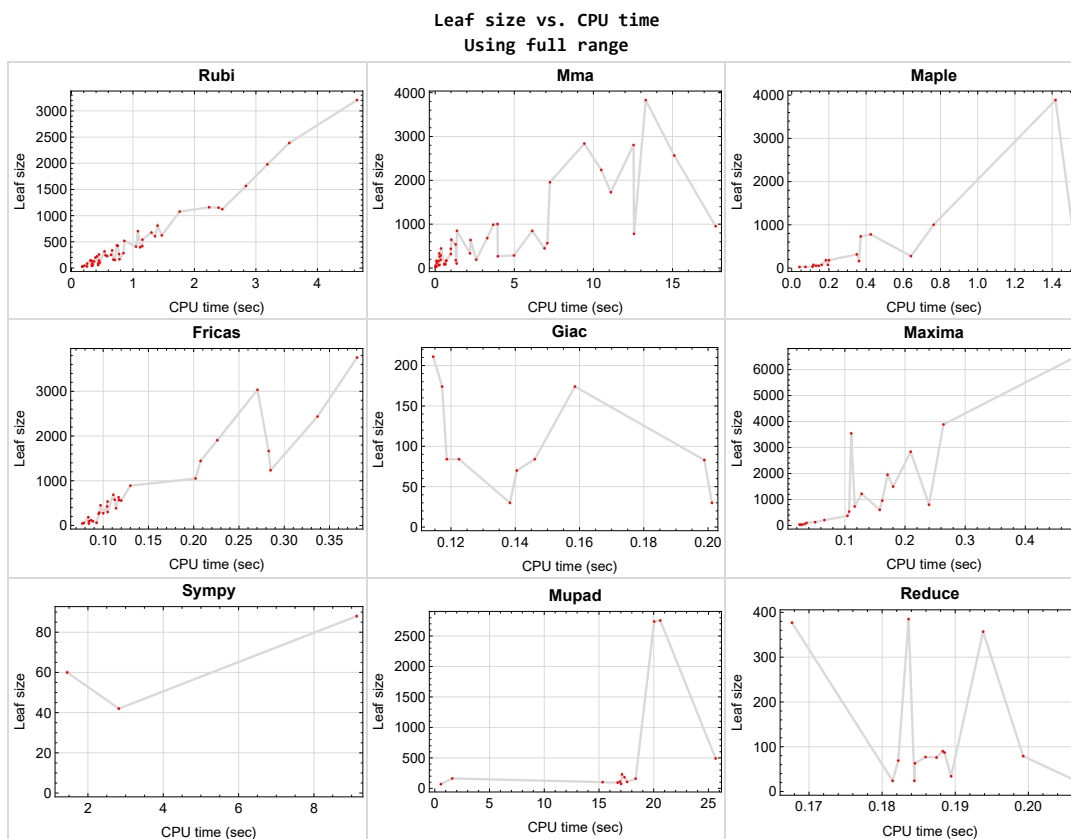 Leaf size vs. CPU time
Using full range
Rubi
Leaf size
3000
2500
2000
1500
1000
500
0
0 1 2 3 4
CPU time (sec)
Mma
Leaf size
4000
3000
2000
1000
0
0 5 10 15
CPU time (sec)
Maple
Leaf size
4000
3000
2000
1000
0
0.0 0.2 0.4 0.6 0.8 1.0 1.2 1.4
CPU time (sec)
Fricas
Leaf size
3000
2000
1000
0
0.10 0.15 0.20 0.25 0.30 0.35
CPU time (sec)
Giac
Leaf size
200
150
100
50
0
0.12 0.14 0.16 0.18 0.20
CPU time (sec)
Maxima
Leaf size
6000
5000
4000
3000
2000
1000
0
0.1 0.2 0.3 0.4
CPU time (sec)
Sympy
Leaf size
80
60
40
20
0
2 4 6 8
CPU time (sec)
Mupad
Leaf size
2500
2000
1500
1000
500
0
0 5 10 15 20 25
CPU time (sec)
Reduce
Leaf size
400
300
200
100
0
0.17 0.18 0.19 0.20
CPU time (sec)